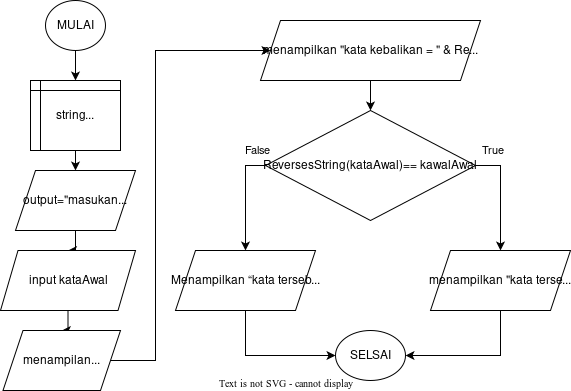 MULAI
string...
output="masukan...
input kataAwal
menampilan...
menampilkan "kata kebalikan = " & Re...
ReversesString(kataAwal)== kawalAwal
False
True
Menampilkan “kata terseb...
menampilkan "kata terse...
SELSAI
Text is not SVG - cannot display